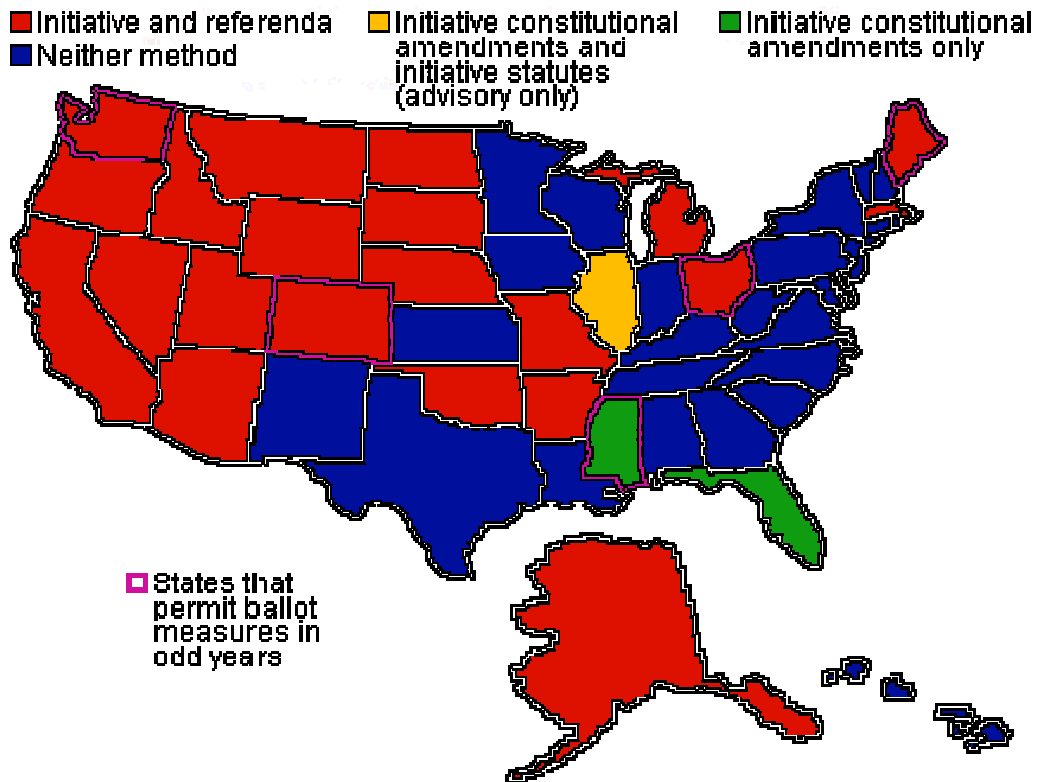 Initiative and referenda
Neither method
Initiative constitutional
amendments and
initiative statutes
(advisory only)
Initiative constitutional
amendments only
States that
permit ballot
measures in
odd years